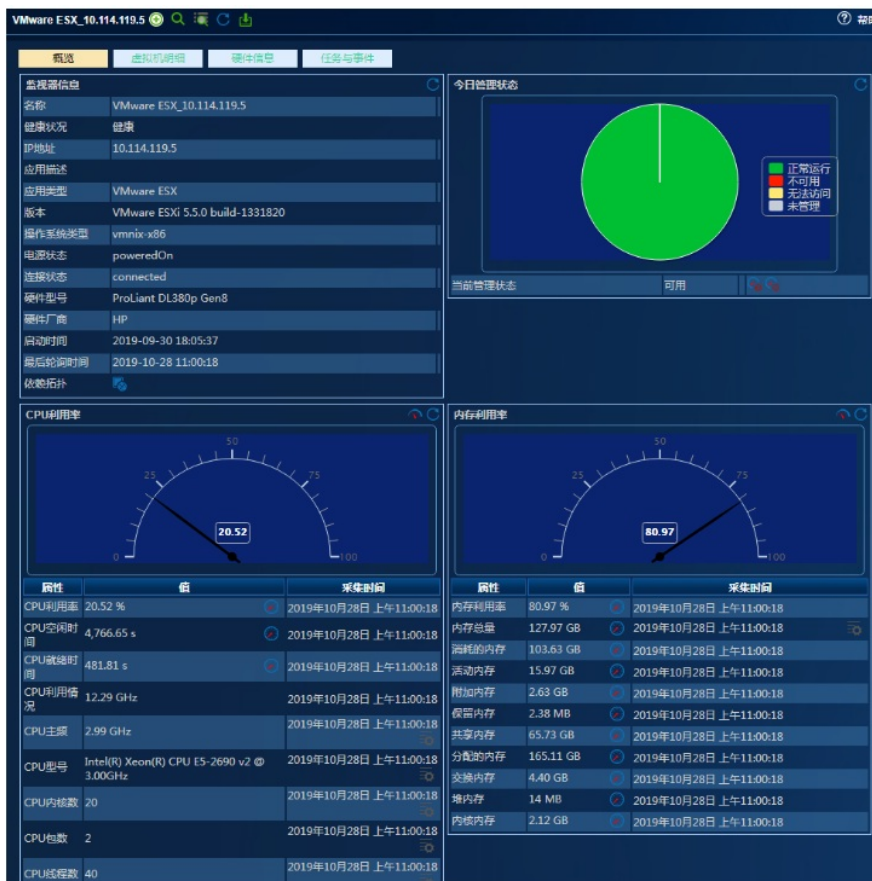 VMware ESX_10.114.119.5
概览 虚拟机明细 硬件信息 任务与事件
监视器信息
名称 VMware ESX_10.114.119.5
健康状况 健康
IP地址 10.114.119.5
应用描述
应用类型 VMware ESX
版本 VMware ESXi 5.5.0 build-1331820
操作系统类型 vmnix-x86
电源状态 poweredOn
连接状态 connected
硬件型号 ProLiant DL380p Gen8
硬件厂商 HP
启动时间 2019-09-30 18:05:37
最后轮询时间 2019-10-28 11:00:18
依赖拓扑
今日管理状态
正常运行
不可用
无法访问
未管理
当前管理状态 可用
CPU利用率
0 25 50 75 100
20.52
属性 值 采集时间
CPU利用率 20.52 % 2019年10月28日 上午11:00:18
CPU空闲时间 4,766.65 s 2019年10月28日 上午11:00:18
CPU就绪时间 481.81 s 2019年10月28日 上午11:00:18
CPU利用情况 12.29 GHz 2019年10月28日 上午11:00:18
CPU主频 2.99 GHz 2019年10月28日 上午11:00:18
CPU型号 Intel(R) Xeon(R) CPU E5-2690 v2 @ 3.00GHz 2019年10月28日 上午11:00:18
CPU内核数 20 2019年10月28日 上午11:00:18
CPU包数 2 2019年10月28日 上午11:00:18
CPU线程数 40 2019年10月28日 上午11:00:18
内存利用率
0 25 50 75 100
80.97
属性 值 采集时间
内存利用率 80.97 % 2019年10月28日 上午11:00:18
内存总量 127.97 GB 2019年10月28日 上午11:00:18
消耗的内存 103.63 GB 2019年10月28日 上午11:00:18
活动内存 15.97 GB 2019年10月28日 上午11:00:18
附加内存 2.63 GB 2019年10月28日 上午11:00:18
保留内存 2.38 MB 2019年10月28日 上午11:00:18
共享内存 65.73 GB 2019年10月28日 上午11:00:18
分配的内存 165.11 GB 2019年10月28日 上午11:00:18
交换内存 4.40 GB 2019年10月28日 上午11:00:18
堆内存 14 MB 2019年10月28日 上午11:00:18
内核内存 2.12 GB 2019年10月28日 上午11:00:18